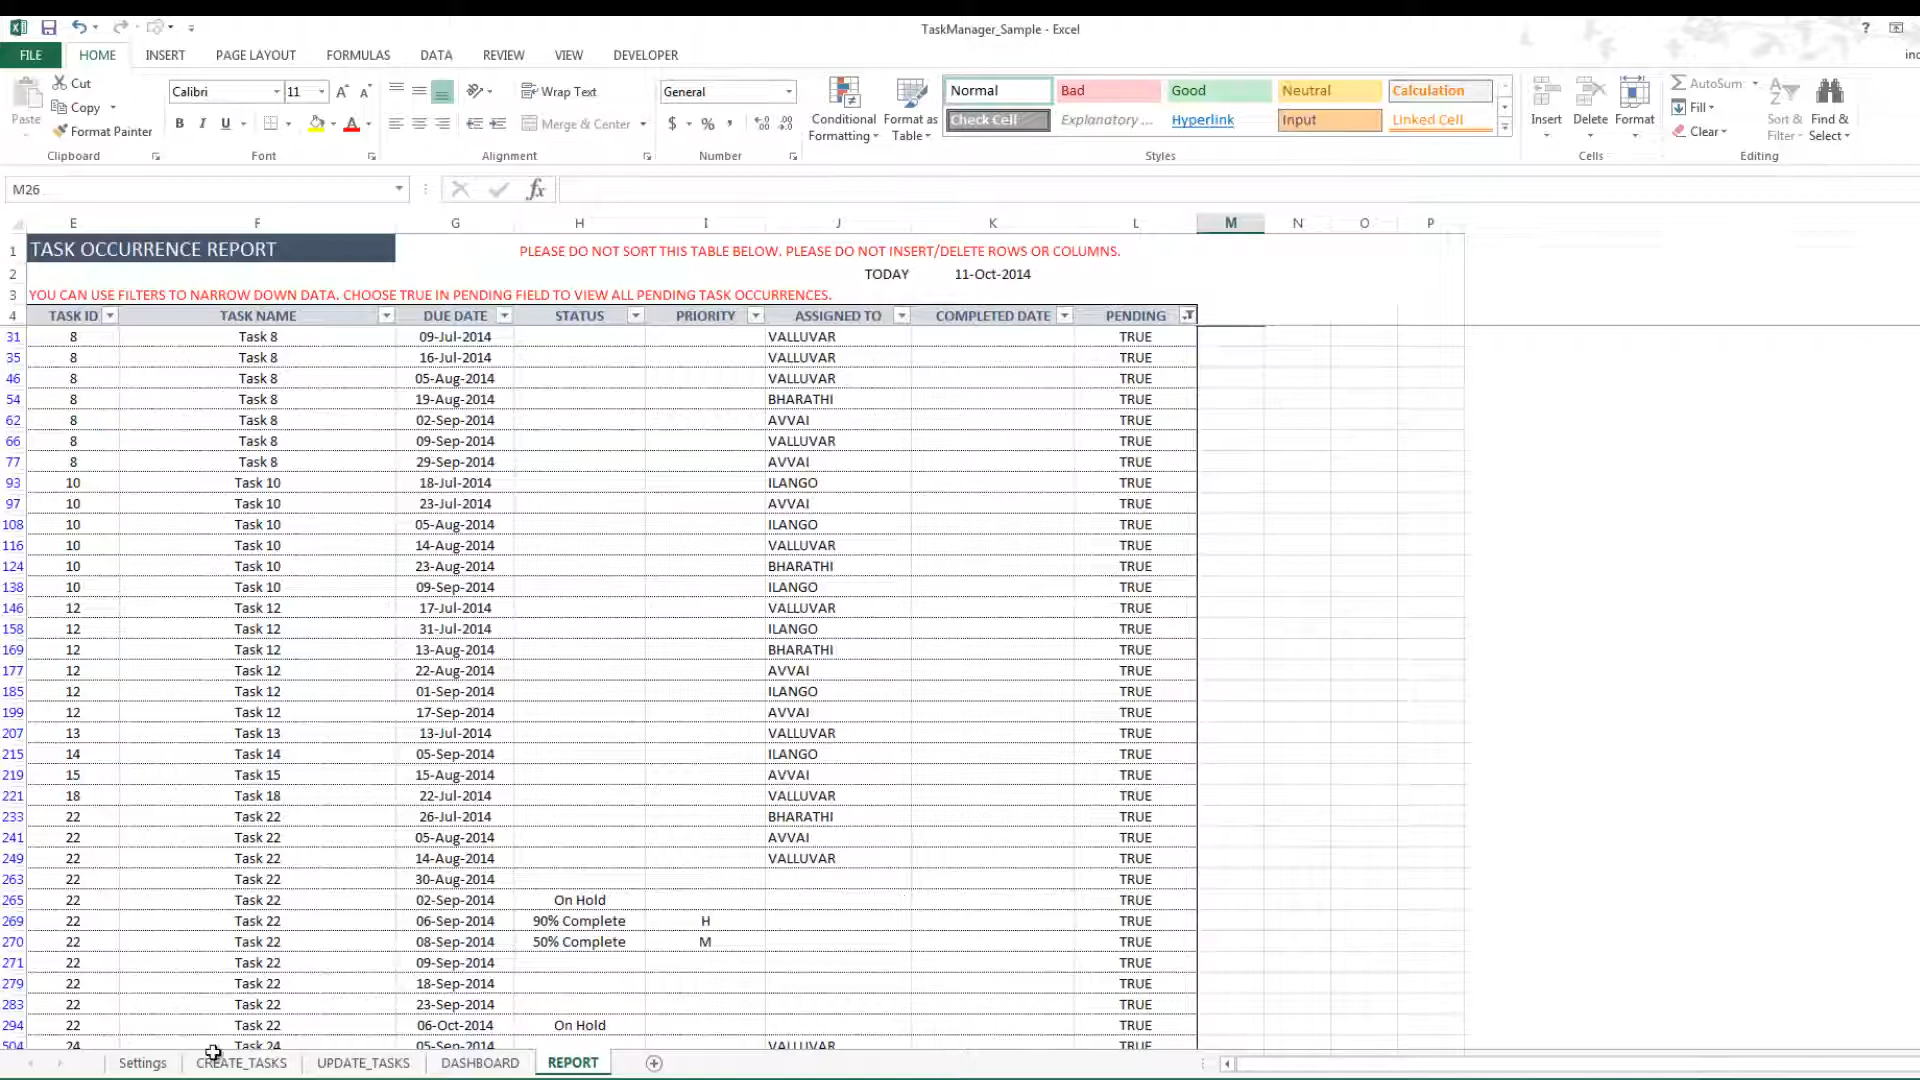 TaskManager_Sample - Excel
?
FILE HOME INSERT PAGE LAYOUT FORMULAS DATA REVIEW VIEW DEVELOPER
Paste
Cut
Copy
Format Painter
Clipboard
Calibri 11
B I U
Font
Wrap Text
Merge & Center
Alignment
General
$ % ,
Number
Conditional Formatting
Format as Table
Normal Bad Good Neutral Calculation
Check Cell Explanatory ... Hyperlink Input Linked Cell
Styles
Insert Delete Format
Cells
AutoSum
Fill
Clear
Sort & Filter
Find & Select
Editing
M26 fx
E F G H I J K L M N O P
1 TASK OCCURRENCE REPORT PLEASE DO NOT SORT THIS TABLE BELOW. PLEASE DO NOT INSERT/DELETE ROWS OR COLUMNS.
2 TODAY 11-Oct-2014
3 YOU CAN USE FILTERS TO NARROW DOWN DATA. CHOOSE TRUE IN PENDING FIELD TO VIEW ALL PENDING TASK OCCURRENCES.
4 TASK ID TASK NAME DUE DATE STATUS PRIORITY ASSIGNED TO COMPLETED DATE PENDING
31 8 Task 8 09-Jul-2014 VALLUVAR TRUE
35 8 Task 8 16-Jul-2014 VALLUVAR TRUE
46 8 Task 8 05-Aug-2014 VALLUVAR TRUE
54 8 Task 8 19-Aug-2014 BHARATHI TRUE
62 8 Task 8 02-Sep-2014 AVVAI TRUE
66 8 Task 8 09-Sep-2014 VALLUVAR TRUE
77 8 Task 8 29-Sep-2014 AVVAI TRUE
93 10 Task 10 18-Jul-2014 ILANGO TRUE
97 10 Task 10 23-Jul-2014 AVVAI TRUE
108 10 Task 10 05-Aug-2014 ILANGO TRUE
116 10 Task 10 14-Aug-2014 VALLUVAR TRUE
124 10 Task 10 23-Aug-2014 BHARATHI TRUE
138 10 Task 10 09-Sep-2014 ILANGO TRUE
146 12 Task 12 17-Jul-2014 VALLUVAR TRUE
158 12 Task 12 31-Jul-2014 ILANGO TRUE
169 12 Task 12 13-Aug-2014 BHARATHI TRUE
177 12 Task 12 22-Aug-2014 AVVAI TRUE
185 12 Task 12 01-Sep-2014 ILANGO TRUE
199 12 Task 12 17-Sep-2014 AVVAI TRUE
207 13 Task 13 13-Jul-2014 VALLUVAR TRUE
215 14 Task 14 05-Sep-2014 ILANGO TRUE
219 15 Task 15 15-Aug-2014 AVVAI TRUE
221 18 Task 18 22-Jul-2014 VALLUVAR TRUE
233 22 Task 22 26-Jul-2014 BHARATHI TRUE
241 22 Task 22 05-Aug-2014 AVVAI TRUE
249 22 Task 22 14-Aug-2014 VALLUVAR TRUE
263 22 Task 22 30-Aug-2014 TRUE
265 22 Task 22 02-Sep-2014 On Hold TRUE
269 22 Task 22 06-Sep-2014 90% Complete H TRUE
270 22 Task 22 08-Sep-2014 50% Complete M TRUE
271 22 Task 22 09-Sep-2014 TRUE
279 22 Task 22 18-Sep-2014 TRUE
283 22 Task 22 23-Sep-2014 TRUE
294 22 Task 22 06-Oct-2014 On Hold TRUE
504 24 Task 24 05-Sep-2014 VALLUVAR TRUE
Settings CREATE_TASKS UPDATE_TASKS DASHBOARD REPORT